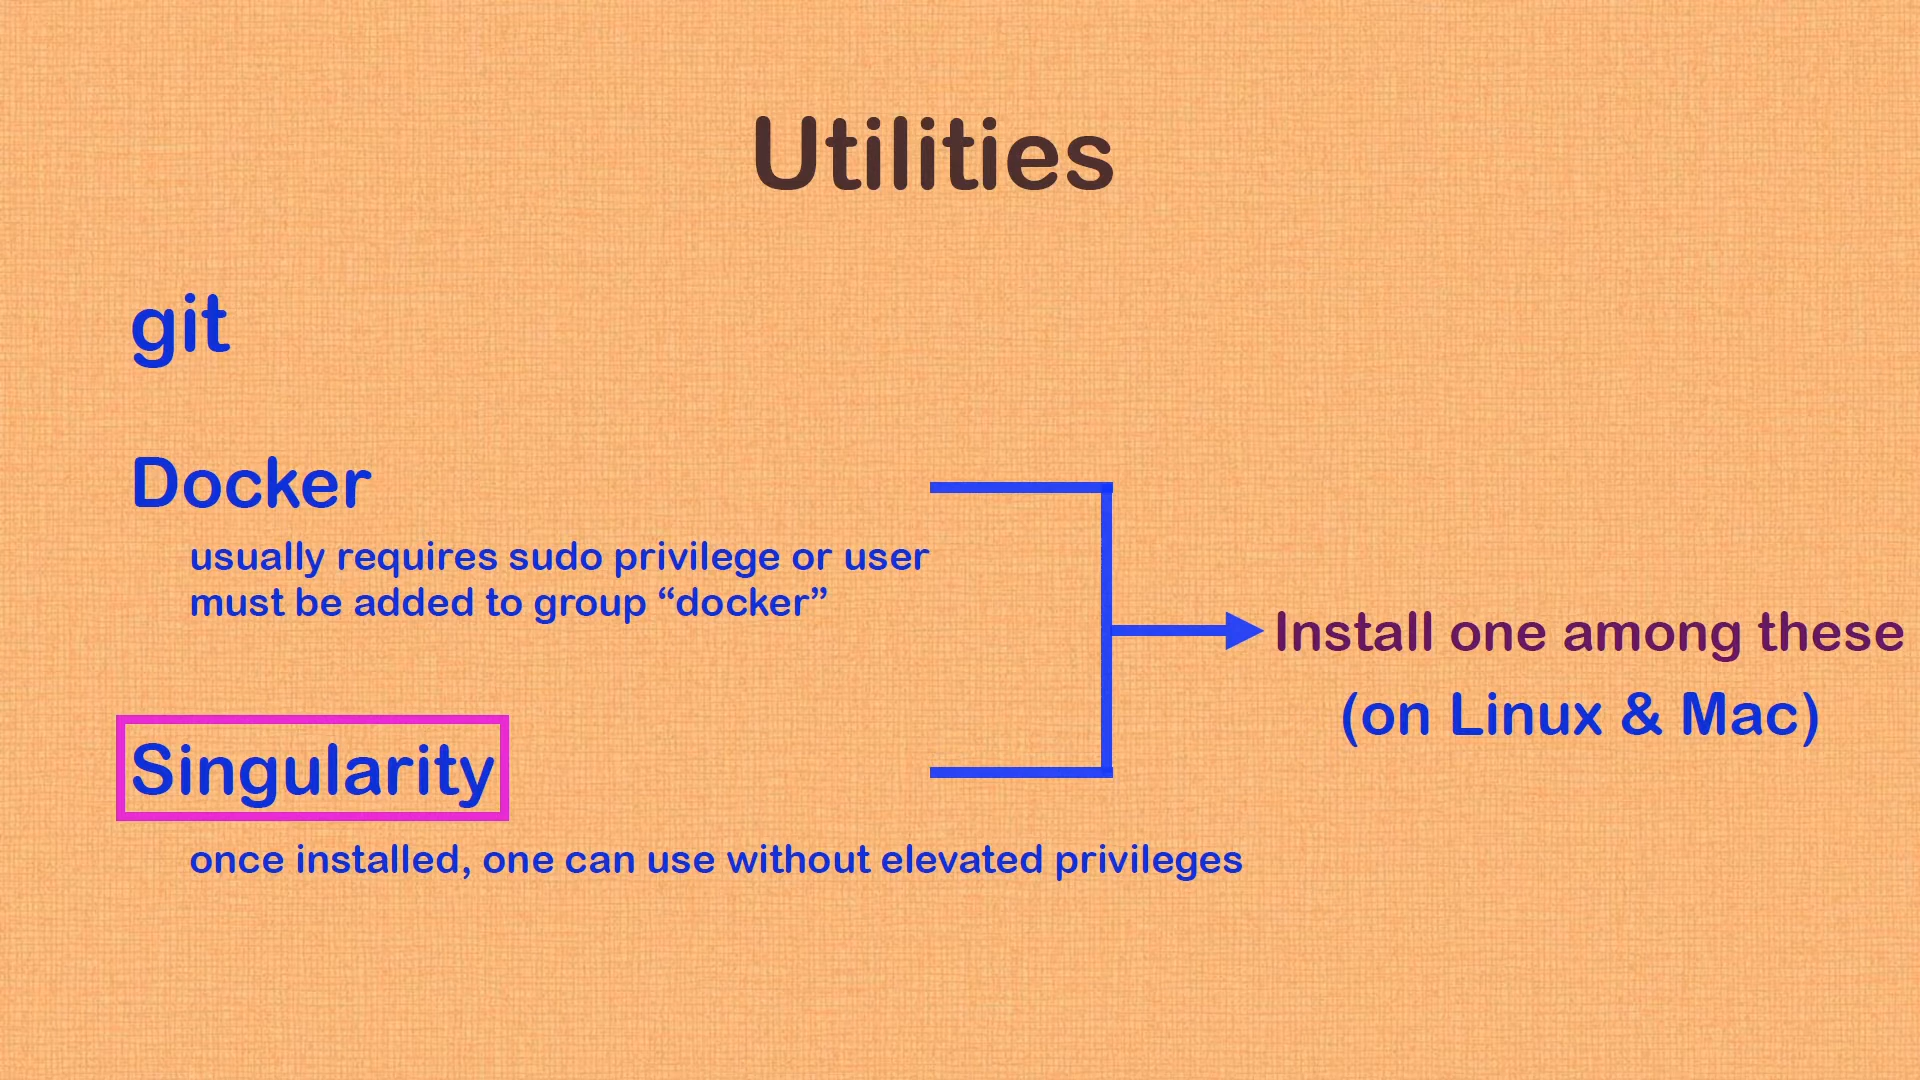 Utilities
git
Docker
usually requires sudo privilege or user
must be added to group “docker”
Install one among these
(on Linux & Mac)
Singularity
once installed, one can use without elevated privileges